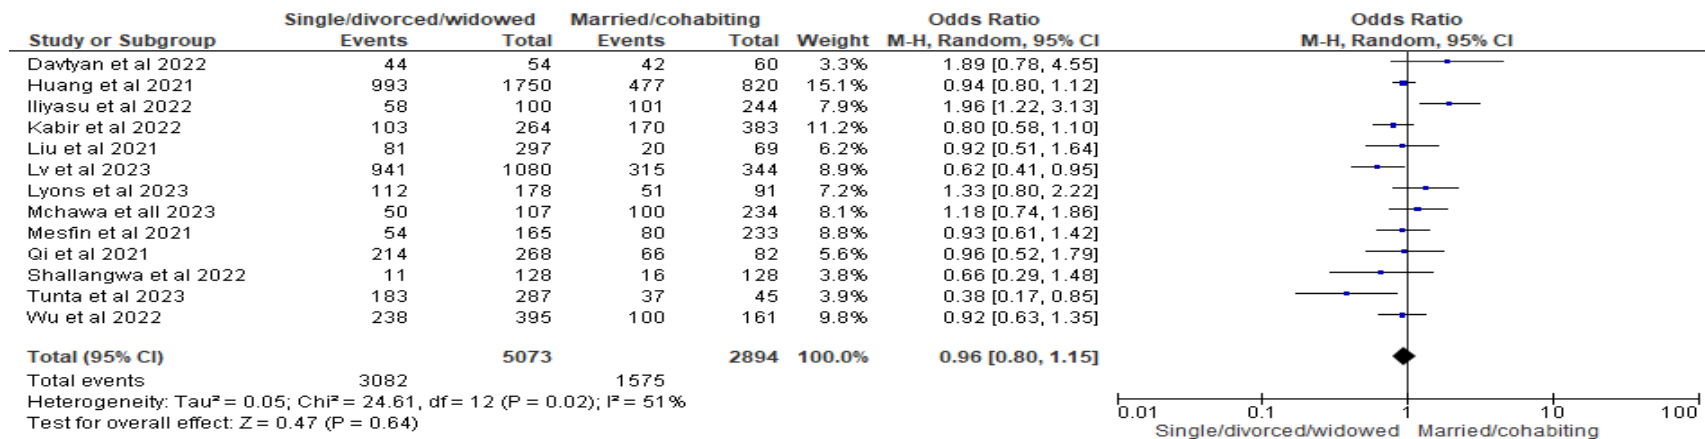 Single/divorced/widowed Married/cohabiting Odds Ratio Odds Ratio
Study or Subgroup Events Total Events Total Weight M-H, Random, 95% CI M-H, Random, 95% CI
Davtyan et al 2022 44 54 42 60 3.3% 1.89 [0.78, 4.55]
Huang et al 2021 993 1750 477 820 15.1% 0.94 [0.80, 1.12]
Iliyasu et al 2022 58 100 101 244 7.9% 1.96 [1.22, 3.13]
Kabir et al 2022 103 264 170 383 11.2% 0.80 [0.58, 1.10]
Liu et al 2021 81 297 20 69 6.2% 0.92 [0.51, 1.64]
Lv et al 2023 941 1080 315 344 8.9% 0.62 [0.41, 0.95]
Lyons et al 2023 112 178 51 91 7.2% 1.33 [0.80, 2.22]
Mchawa et all 2023 50 107 100 234 8.1% 1.18 [0.74, 1.86]
Mesfin et al 2021 54 165 80 233 8.8% 0.93 [0.61, 1.42]
Qi et al 2021 214 268 66 82 5.6% 0.96 [0.52, 1.79]
Shallangwa et al 2022 11 128 16 128 3.8% 0.66 [0.29, 1.48]
Tunta et al 2023 183 287 37 45 3.9% 0.38 [0.17, 0.85]
Wu et al 2022 238 395 100 161 9.8% 0.92 [0.63, 1.35]
Total (95% CI) 5073 2894 100.0% 0.96 [0.80, 1.15]
Total events 3082 1575
Heterogeneity: Tau² = 0.05; Chi² = 24.61, df = 12 (P = 0.02); I² = 51%
Test for overall effect: Z = 0.47 (P = 0.64)
0.01 0.1 1 10 100
Single/divorced/widowed Married/cohabiting